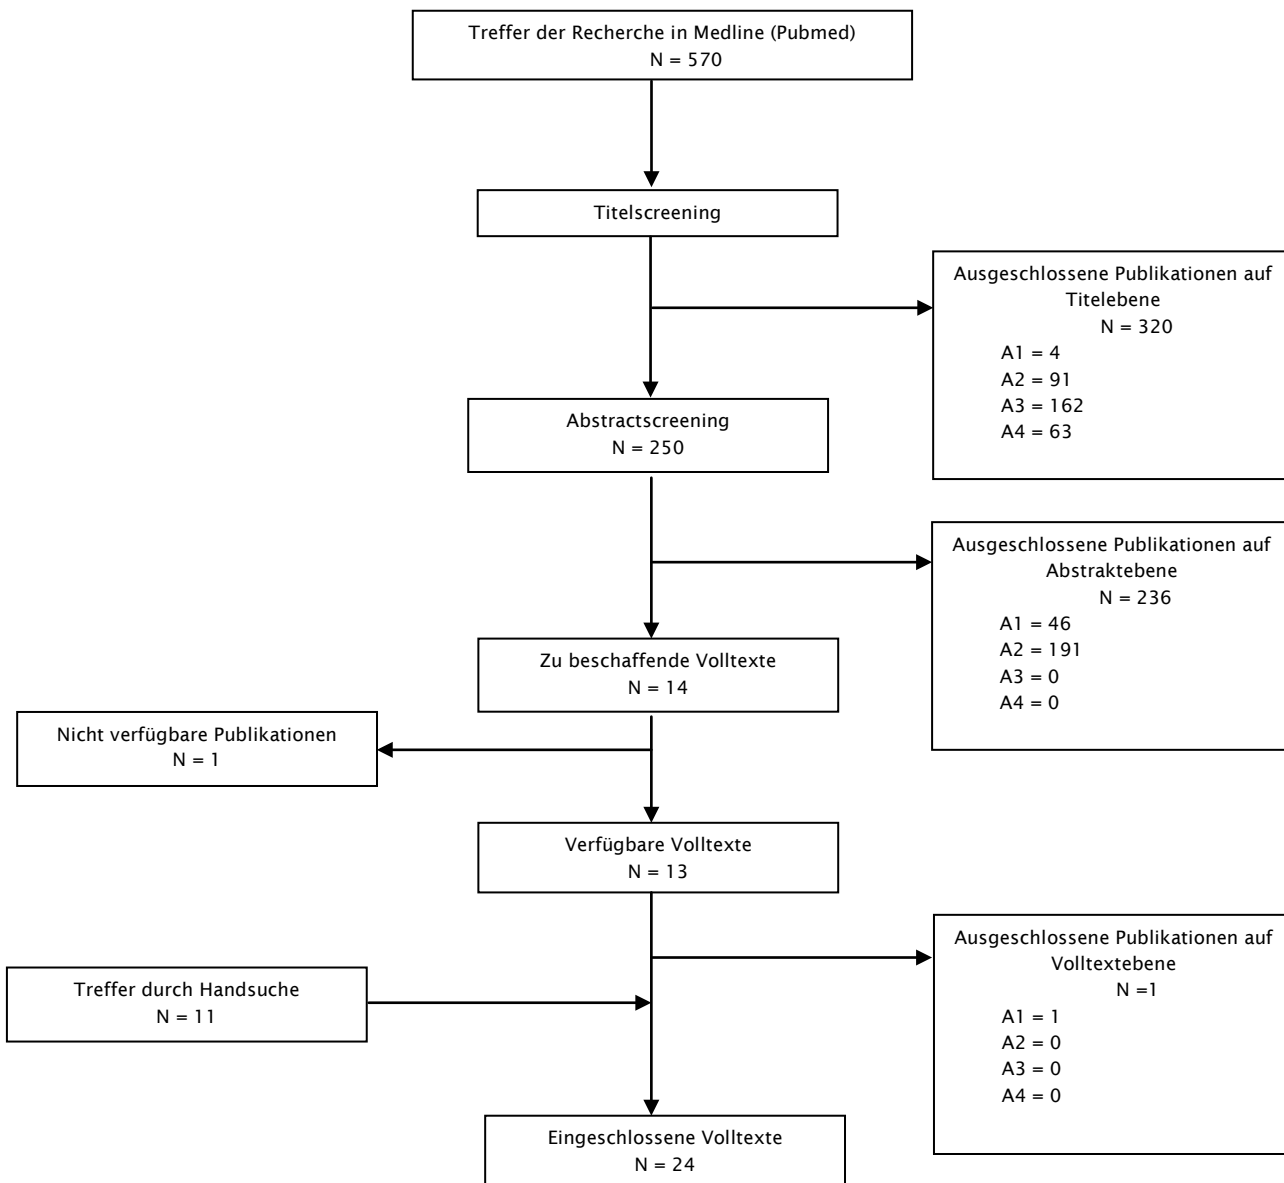 Treffer der Recherche in Medline (Pubmed)
N = 570
Titelscreening
Ausgeschlossene Publikationen auf
Titelebene
N = 320
A1 = 4
A2 = 91
A3 = 162
A4 = 63
Abstractscreening
N = 250
Ausgeschlossene Publikationen auf
Abstraktebene
N = 236
A1 = 46
A2 = 191
A3 = 0
A4 = 0
Zu beschaffende Volltexte
N = 14
Nicht verfügbare Publikationen
N = 1
Verfügbare Volltexte
N = 13
Ausgeschlossene Publikationen auf
Volltextebene
N =1
A1 = 1
A2 = 0
A3 = 0
A4 = 0
Treffer durch Handsuche
N = 11
Eingeschlossene Volltexte
N = 24